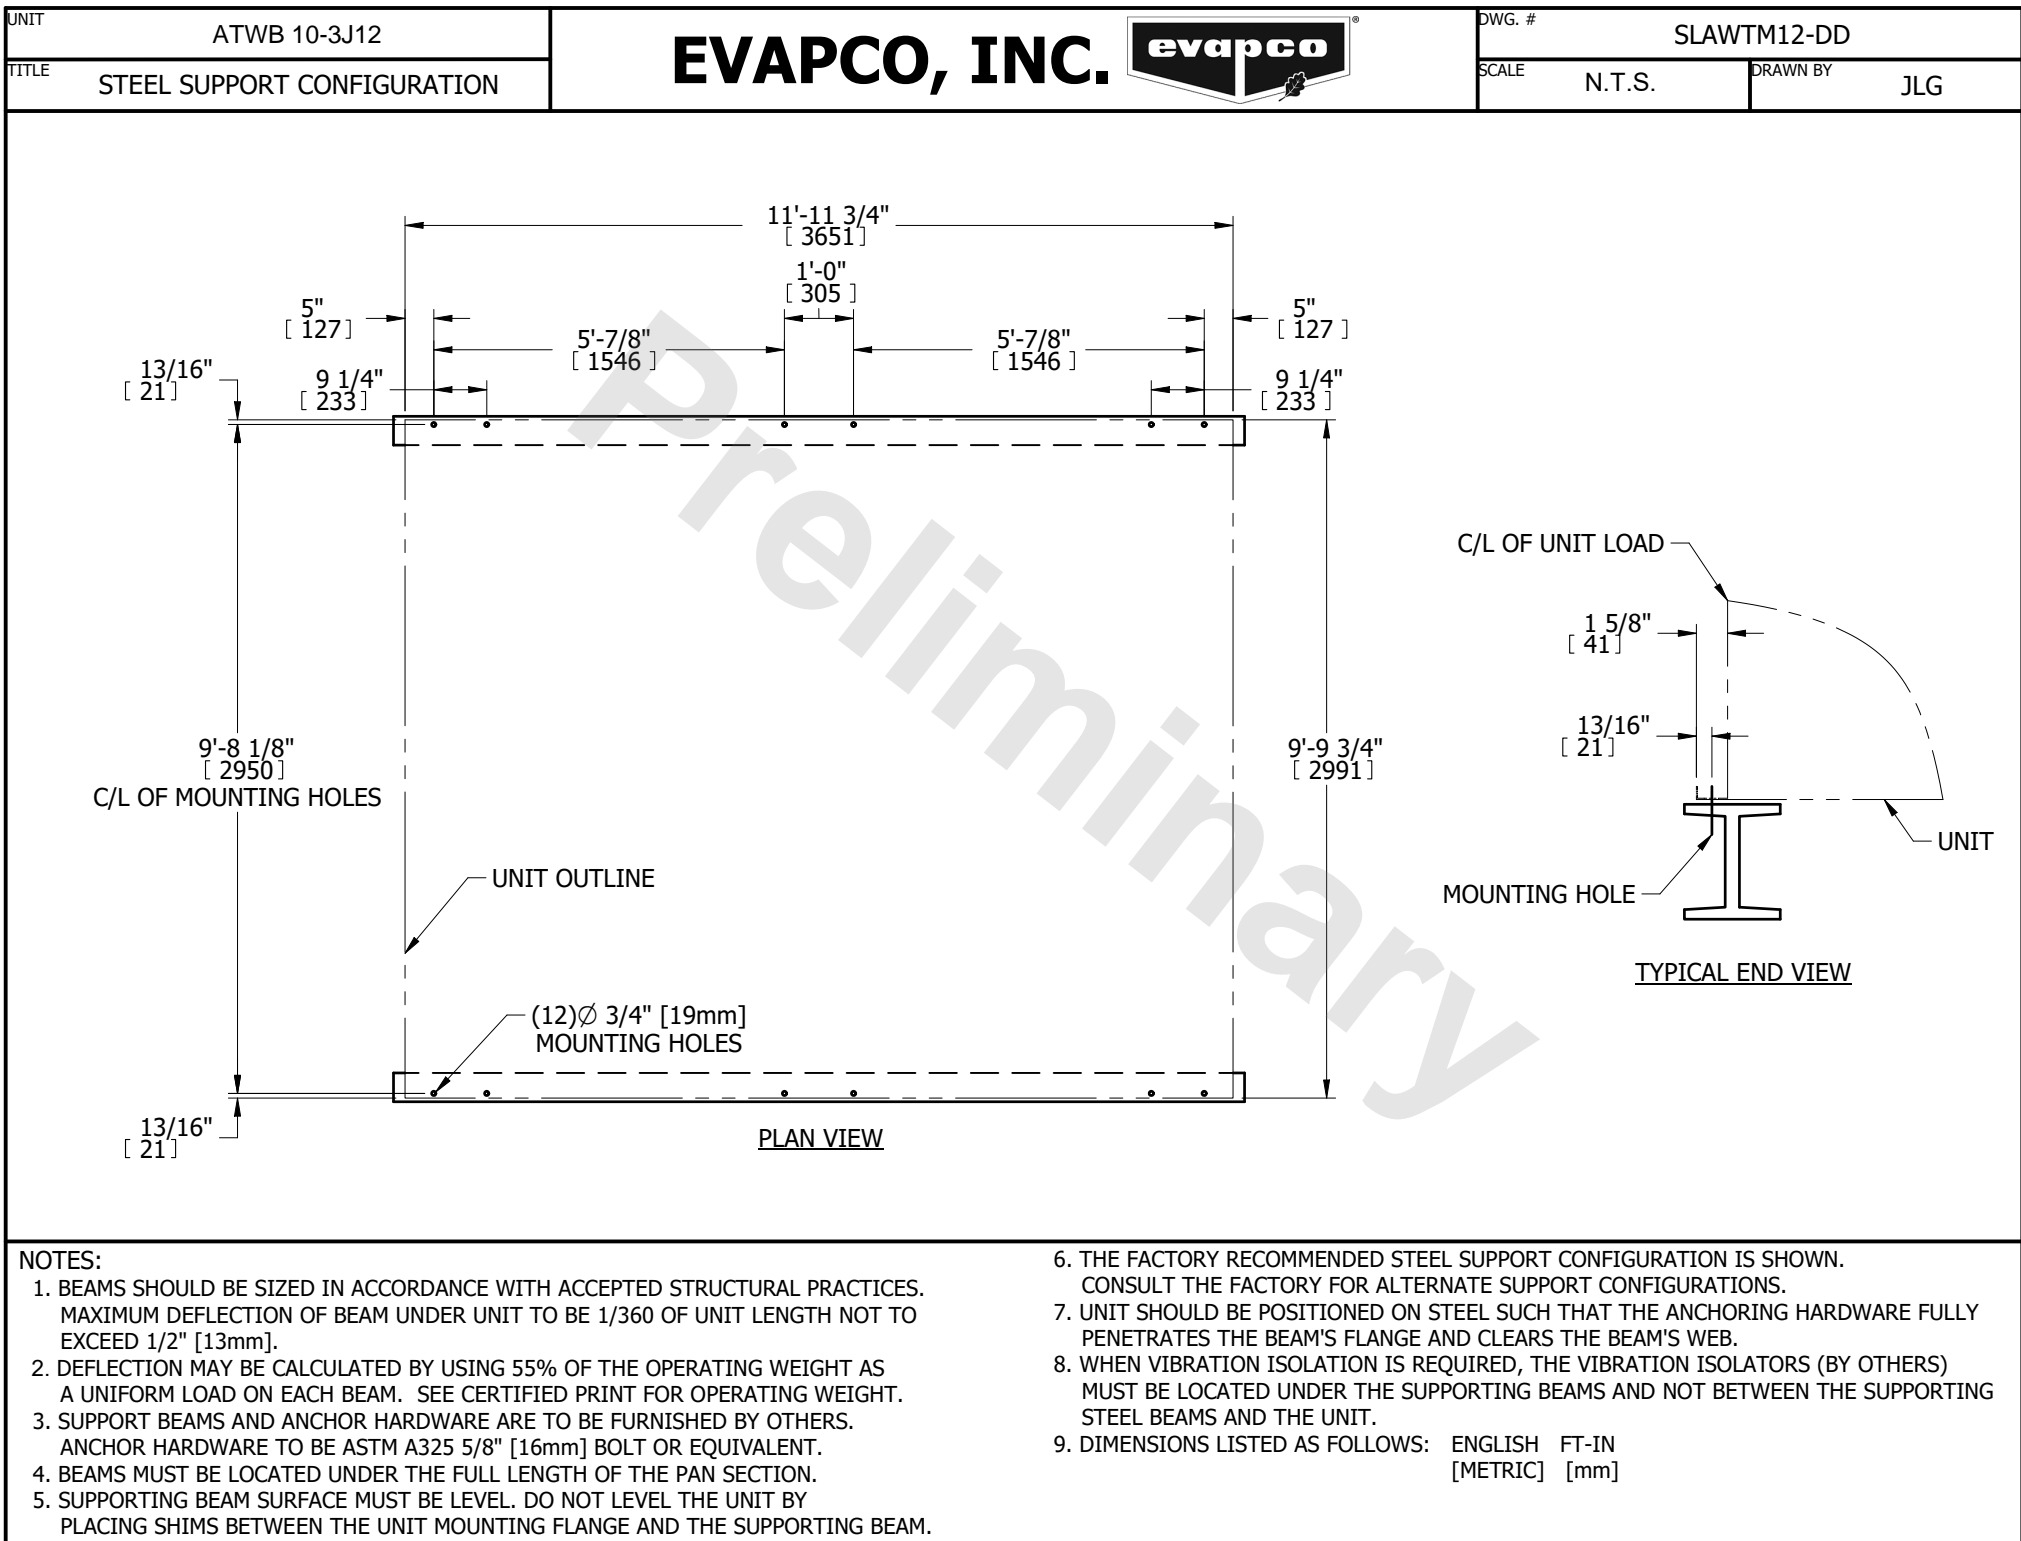 UNIT
ATWB 10-3J12
TITLE
STEEL SUPPORT CONFIGURATION
EVAPCO, INC.
evapco
®
DWG. #
SLAWTM12-DD
SCALE
N.T.S.
DRAWN BY
JLG
11'-11 3/4"
[ 3651 ]
1'-0"
[ 305 ]
5"
[ 127 ]
5"
[ 127 ]
5'-7/8"
[ 1546 ]
5'-7/8"
[ 1546 ]
13/16"
[ 21 ]
9 1/4"
[ 233 ]
9 1/4"
[ 233 ]
Preliminary
C/L OF UNIT LOAD
1 5/8"
[ 41 ]
13/16"
[ 21 ]
9'-8 1/8"
[ 2950 ]
C/L OF MOUNTING HOLES
9'-9 3/4"
[ 2991 ]
UNIT
UNIT OUTLINE
MOUNTING HOLE
TYPICAL END VIEW
(12)∅ 3/4" [19mm]
MOUNTING HOLES
13/16"
[ 21 ]
PLAN VIEW
NOTES:
1. BEAMS SHOULD BE SIZED IN ACCORDANCE WITH ACCEPTED STRUCTURAL PRACTICES.
MAXIMUM DEFLECTION OF BEAM UNDER UNIT TO BE 1/360 OF UNIT LENGTH NOT TO
EXCEED 1/2" [13mm].
2. DEFLECTION MAY BE CALCULATED BY USING 55% OF THE OPERATING WEIGHT AS
A UNIFORM LOAD ON EACH BEAM. SEE CERTIFIED PRINT FOR OPERATING WEIGHT.
3. SUPPORT BEAMS AND ANCHOR HARDWARE ARE TO BE FURNISHED BY OTHERS.
ANCHOR HARDWARE TO BE ASTM A325 5/8" [16mm] BOLT OR EQUIVALENT.
4. BEAMS MUST BE LOCATED UNDER THE FULL LENGTH OF THE PAN SECTION.
5. SUPPORTING BEAM SURFACE MUST BE LEVEL. DO NOT LEVEL THE UNIT BY
PLACING SHIMS BETWEEN THE UNIT MOUNTING FLANGE AND THE SUPPORTING BEAM.
6. THE FACTORY RECOMMENDED STEEL SUPPORT CONFIGURATION IS SHOWN.
CONSULT THE FACTORY FOR ALTERNATE SUPPORT CONFIGURATIONS.
7. UNIT SHOULD BE POSITIONED ON STEEL SUCH THAT THE ANCHORING HARDWARE FULLY
PENETRATES THE BEAM'S FLANGE AND CLEARS THE BEAM'S WEB.
8. WHEN VIBRATION ISOLATION IS REQUIRED, THE VIBRATION ISOLATORS (BY OTHERS)
MUST BE LOCATED UNDER THE SUPPORTING BEAMS AND NOT BETWEEN THE SUPPORTING
STEEL BEAMS AND THE UNIT.
9. DIMENSIONS LISTED AS FOLLOWS: ENGLISH FT-IN
[METRIC] [mm]